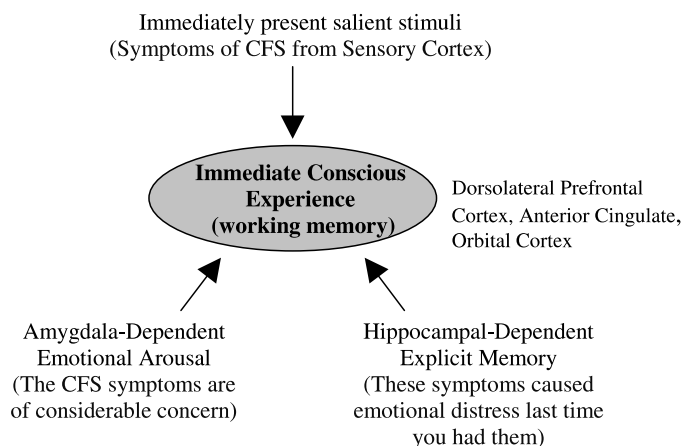 Immediately present salient stimuli
(Symptoms of CFS from Sensory Cortex)
Immediate Conscious
Experience
(working memory)
Dorsolateral Prefrontal
Cortex, Anterior Cingulate,
Orbital Cortex
Amygdala-Dependent
Emotional Arousal
(The CFS symptoms are
of considerable concern)
Hippocampal-Dependent
Explicit Memory
(These symptoms caused
emotional distress last time
you had them)